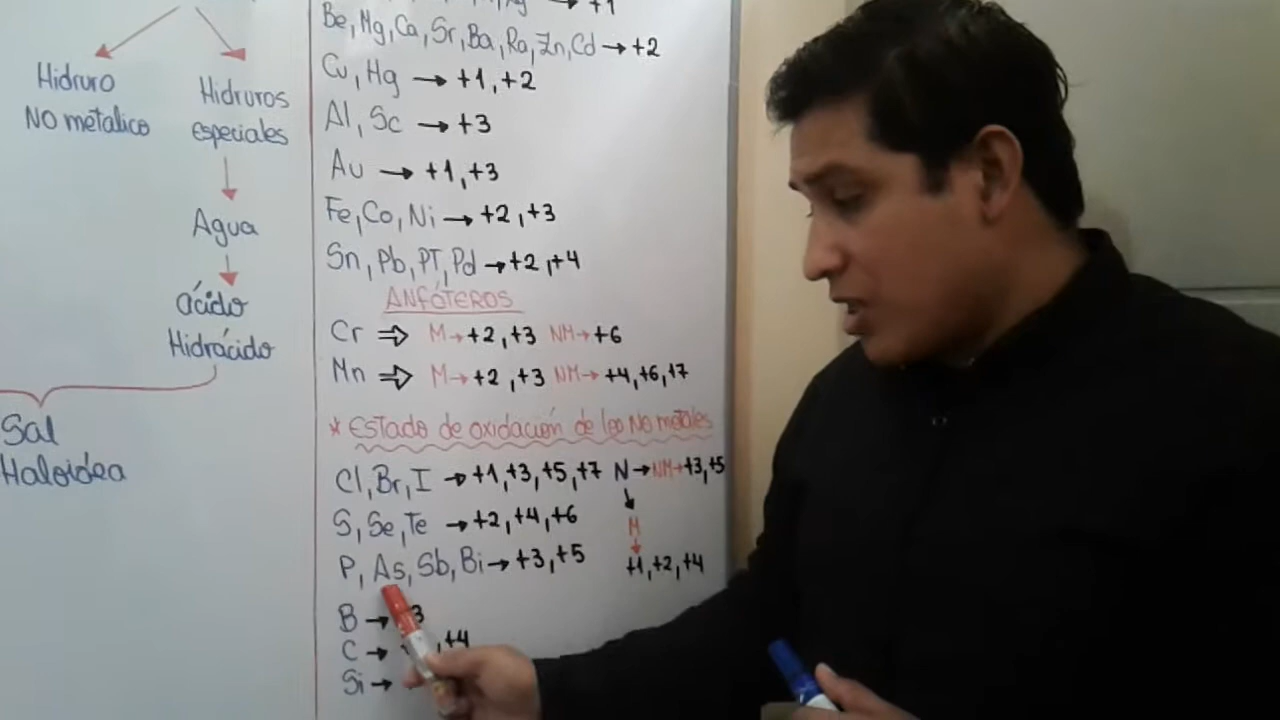 Hidruro
No metalico
Hidruros
especiales
Agua
ácido
Hidrácido
Sal
Haloidea
→ +1
Be, Mg, Ca, Sr, Ba, Ra, Zn, Cd → +2
Cu, Hg → +1, +2
Al, Sc → +3
Au → +1, +3
Fe, Co, Ni → +2, +3
Sn, Pb, PT, Pd → +2, +4
ANFÓTEROS
Cr ⇒ M → +2, +3 NM → +6
Mn ⇒ M → +2, +3 NM → +4, +6, +7
* Estado de oxidación de los No metales
Cl, Br, I → +1, +3, +5, +7
N → NM → +3, +5
M
+1, +2, +4
S, Se, Te → +2, +4, +6
P, As, Sb, Bi → +3, +5
B → 3
C → , +4
Si →